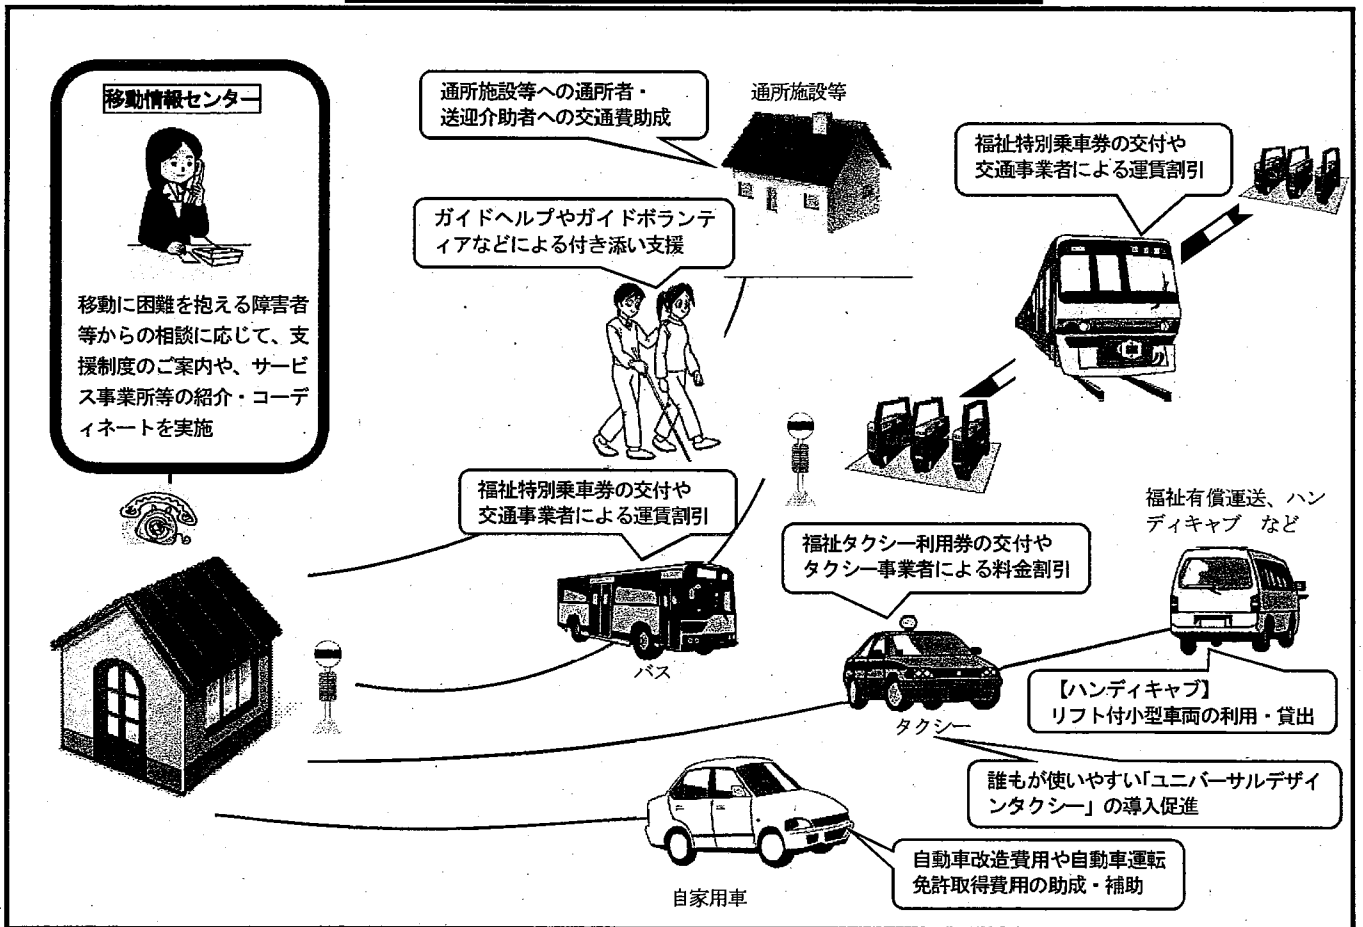 移動情報センター
移動に困難を抱える障害者
等からの相談に応じて、支
援制度のご案内や、サービ
ス事業所等の紹介・コーデ
ィネートを実施
通所施設等への通所者・
送迎介助者への交通費助成
通所施設等
福祉特別乗車券の交付や
交通事業者による運賃割引
ガイドヘルプやガイドボランテ
ィアなどによる付き添い支援
福祉特別乗車券の交付や
交通事業者による運賃割引
バス
福祉タクシー利用券の交付や
タクシー事業者による料金割引
タクシー
福祉有償運送、ハン
ディキャブ　など
【ハンディキャブ】
リフト付小型車両の利用・貸出
誰もが使いやすい「ユニバーサルデザイ
ンタクシー」の導入促進
自動車改造費用や自動車運転
免許取得費用の助成・補助
自家用車